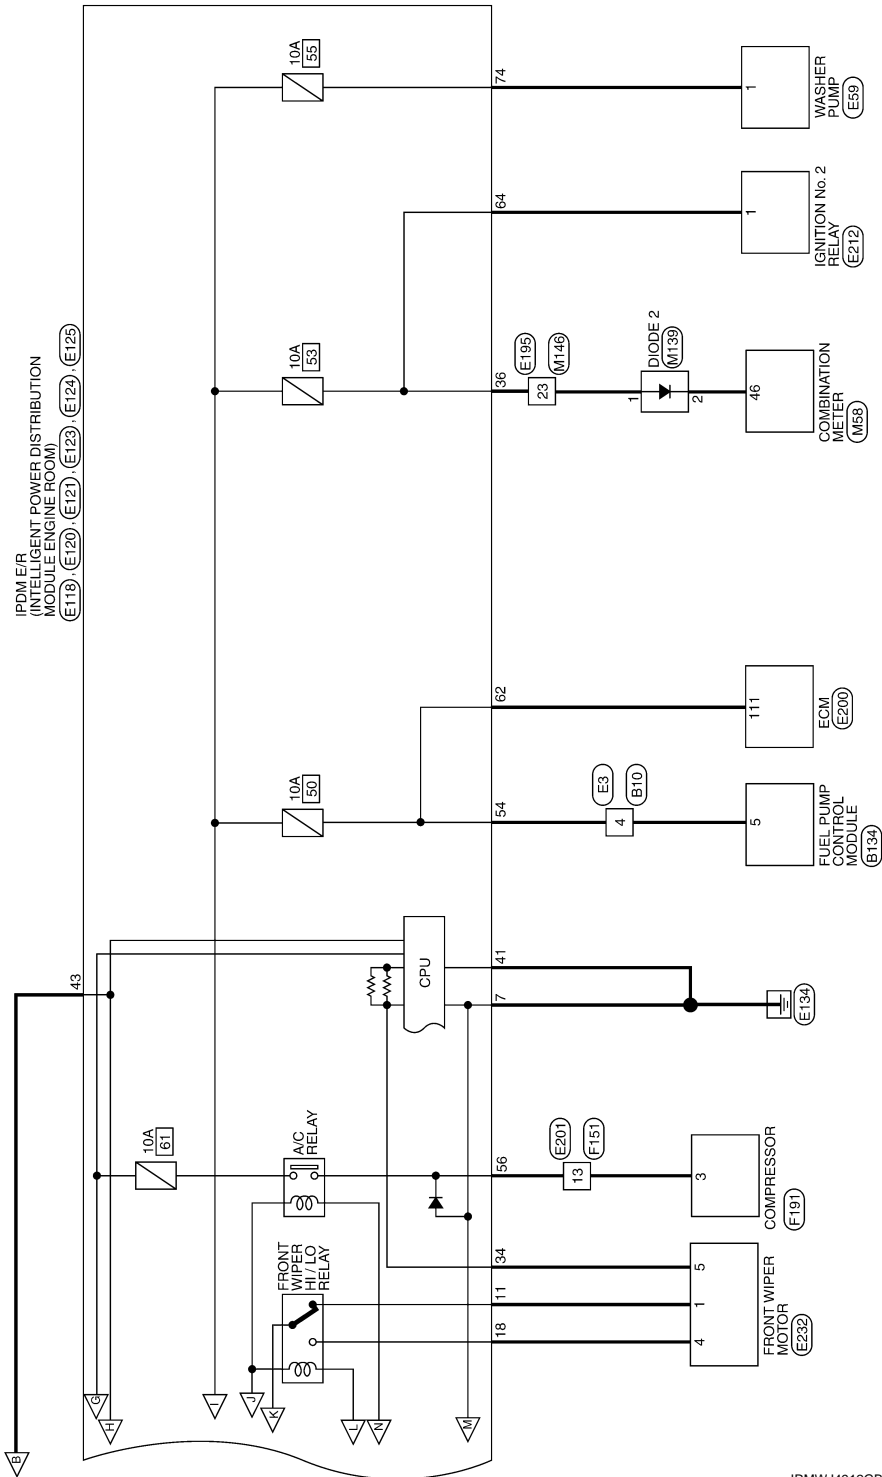 IPDM E/R
(INTELLIGENT POWER DISTRIBUTION
MODULE ENGINE ROOM)
E118 , E120 , E121 , E123 , E124 , E125
B
43
G
H
I
J
K
L
N
M
10A
61
10A
50
10A
53
10A
55
FRONT
WIPER
HI / LO
RELAY
A/C
RELAY
CPU
18
11
34
56
7
41
54
62
36
64
74
4
1
5
FRONT WIPER
MOTOR
E232
E201
13
F151
3
COMPRESSOR
F191
E134
E3
4
B10
5
FUEL PUMP
CONTROL
MODULE
B134
111
ECM
E200
E195
23
M146
DIODE 2
M139
1
2
46
COMBINATION
METER
M58
1
IGNITION No. 2
RELAY
E212
1
WASHER
PUMP
E59